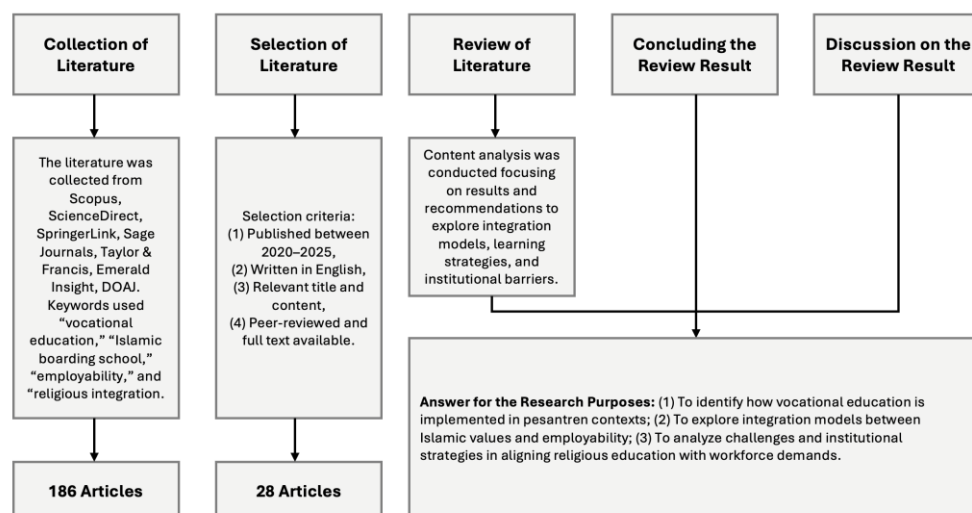 Collection of
Literature
Selection of
Literature
Review of
Literature
Concluding the
Review Result
Discussion on the
Review Result
The literature was
collected from
Scopus,
ScienceDirect,
SpringerLink, Sage
Journals, Taylor &
Francis, Emerald
Insight, DOAJ.
Keywords used
“vocational
education,” “Islamic
boarding school,”
“employability,” and
“religious integration.
Selection criteria:
(1) Published between
2020–2025,
(2) Written in English,
(3) Relevant title and
content,
(4) Peer-reviewed and
full text available.
Content analysis was
conducted focusing
on results and
recommendations to
explore integration
models, learning
strategies, and
institutional barriers.
Answer for the Research Purposes: (1) To identify how vocational education is
implemented in pesantren contexts; (2) To explore integration models between
Islamic values and employability; (3) To analyze challenges and institutional
strategies in aligning religious education with workforce demands.
186 Articles
28 Articles